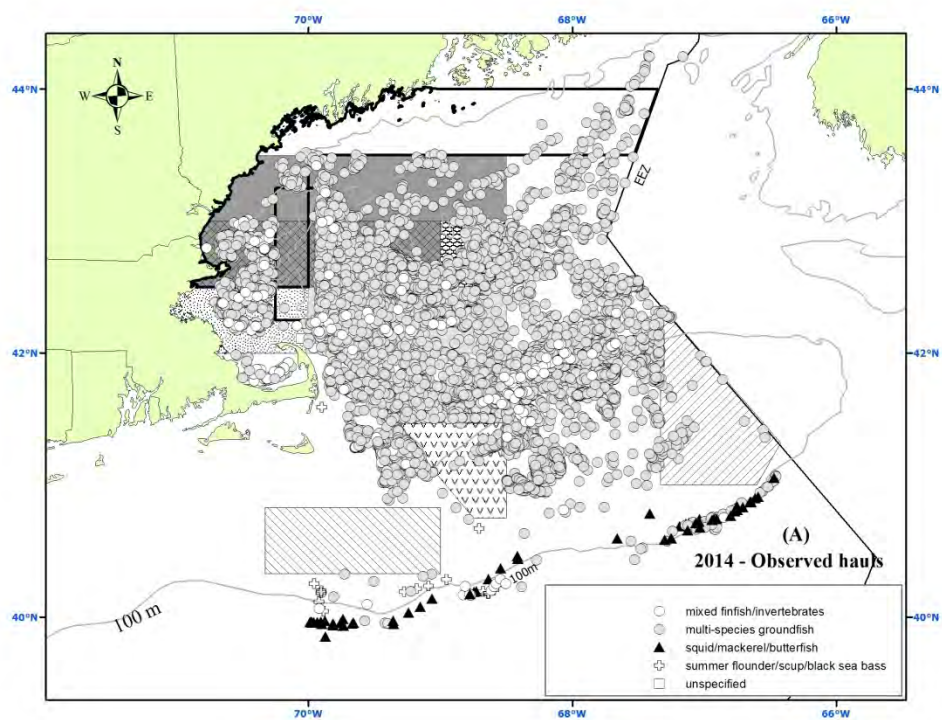 70°W 68°W 66°W
44°N 44°N
N
W E
S
EEZ
42°N 42°N
(A)
2014 - Observed hauls
100m
100 m
40°N 40°N
mixed finfish/invertebrates
multi-species groundfish
squid/mackerel/butterfish
summer flounder/scup/black sea bass
unspecified
70°W 68°W 66°W